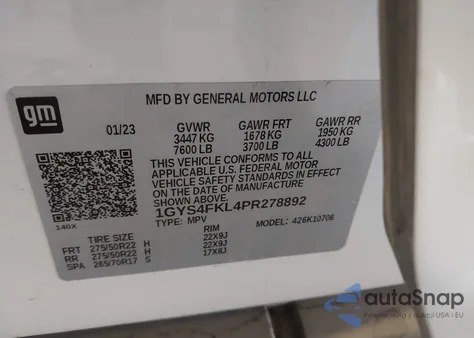 gm
MFD BY GENERAL MOTORS LLC
01/23 GVWR GAWR FRT GAWR RR
3447 KG 1678 KG 1950 KG
7600 LB 3700 LB 4300 LB
THIS VEHICLE CONFORMS TO ALL
APPLICABLE U.S. FEDERAL MOTOR
VEHICLE SAFETY STANDARDS IN EFFECT
ON THE DATE OF MANUFACTURE
SHOWN ABOVE.
1GYS4FKL4PR278892
140X TYPE: MPV MODEL: 426K10706
TIRE SIZE RIM
FRT 275/50R22 H 22X9J
RR 275/50R22 H 22X9J
SPA 265/70R17 S 17X8J
autoSnap